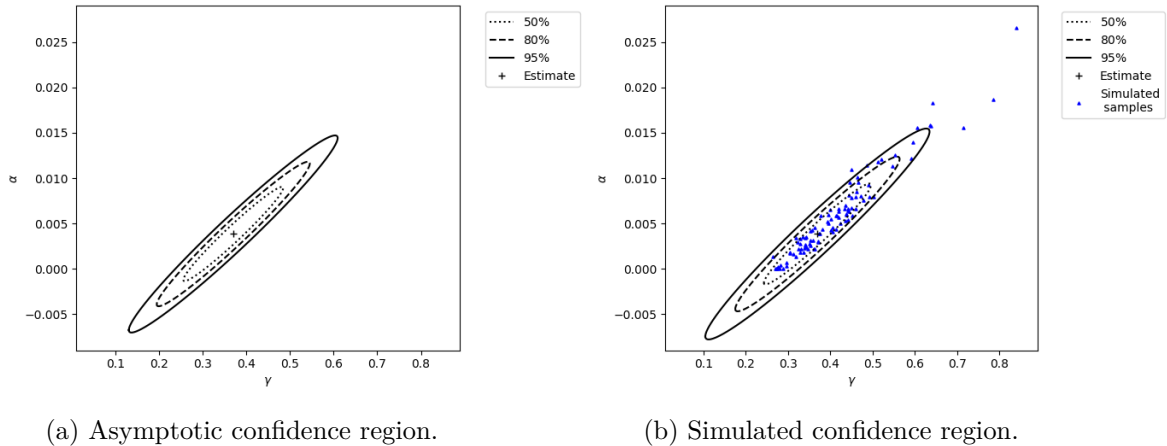 50%
80%
95%
Estimate
0.025
0.020
0.015
0.010
0.005
0.000
−0.005
α
0.1 0.2 0.3 0.4 0.5 0.6 0.7 0.8
γ
(a) Asymptotic confidence region.
50%
80%
95%
Estimate
Simulated
samples
0.025
0.020
0.015
0.010
0.005
0.000
−0.005
α
0.1 0.2 0.3 0.4 0.5 0.6 0.7 0.8
γ
(b) Simulated confidence region.